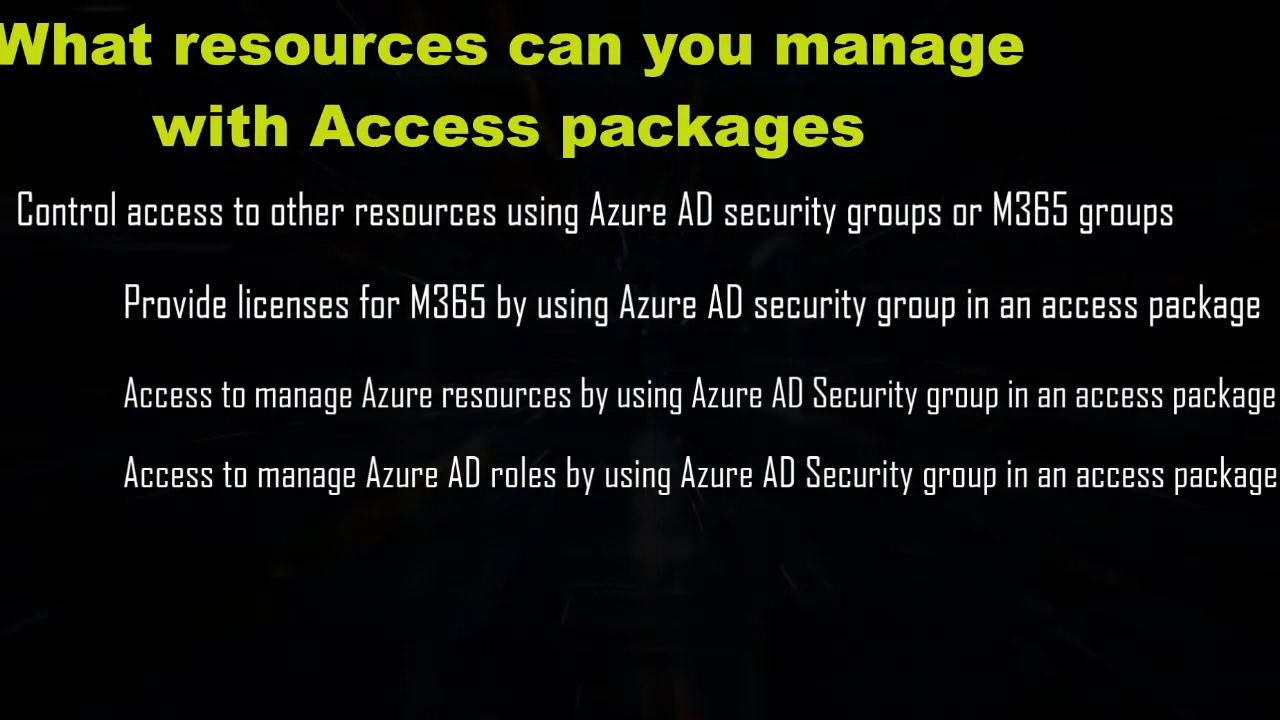 What resources can you manage
with Access packages
Control access to other resources using Azure AD security groups or M365 groups
Provide licenses for M365 by using Azure AD security group in an access package
Access to manage Azure resources by using Azure AD Security group in an access package
Access to manage Azure AD roles by using Azure AD Security group in an access package